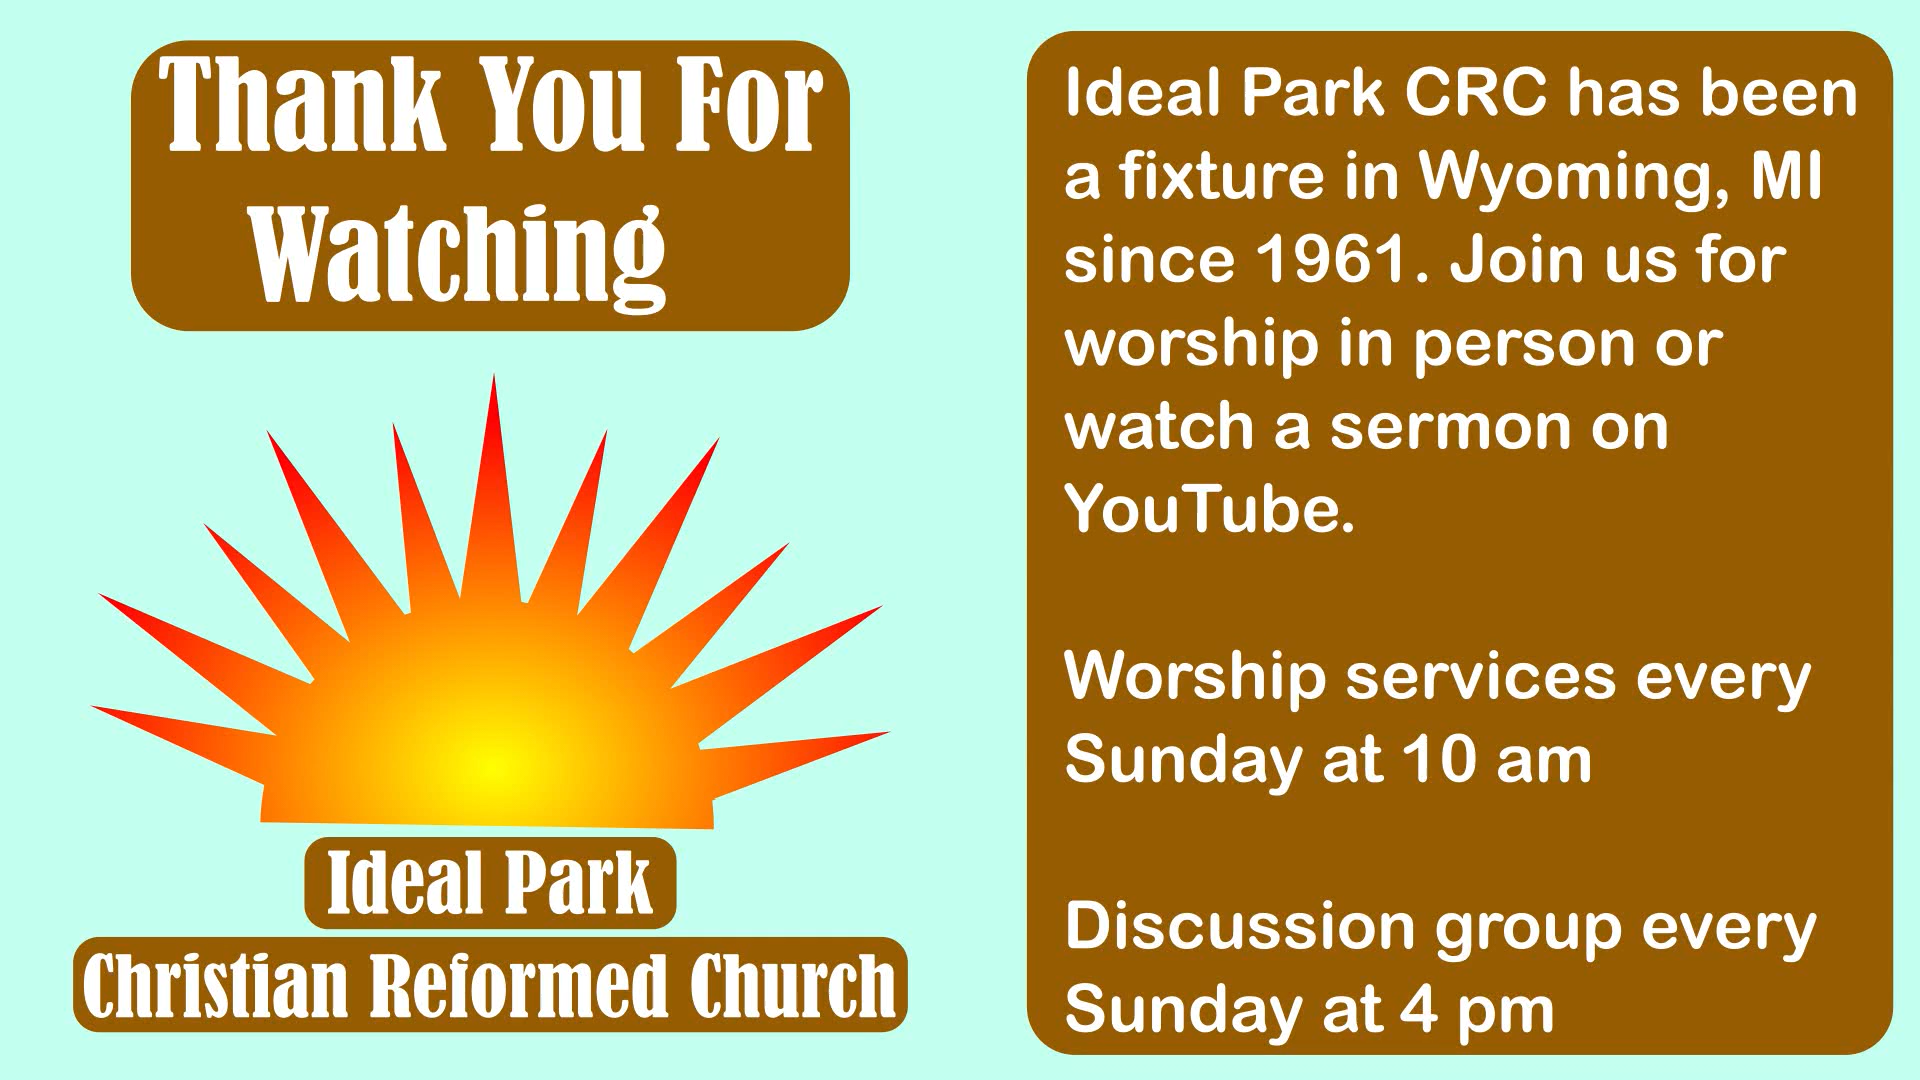 Thank You For
Watching
Ideal Park
Christian Reformed Church
Ideal Park CRC has been
a fixture in Wyoming, MI
since 1961. Join us for
worship in person or
watch a sermon on
YouTube.
Worship services every
Sunday at 10 am
Discussion group every
Sunday at 4 pm